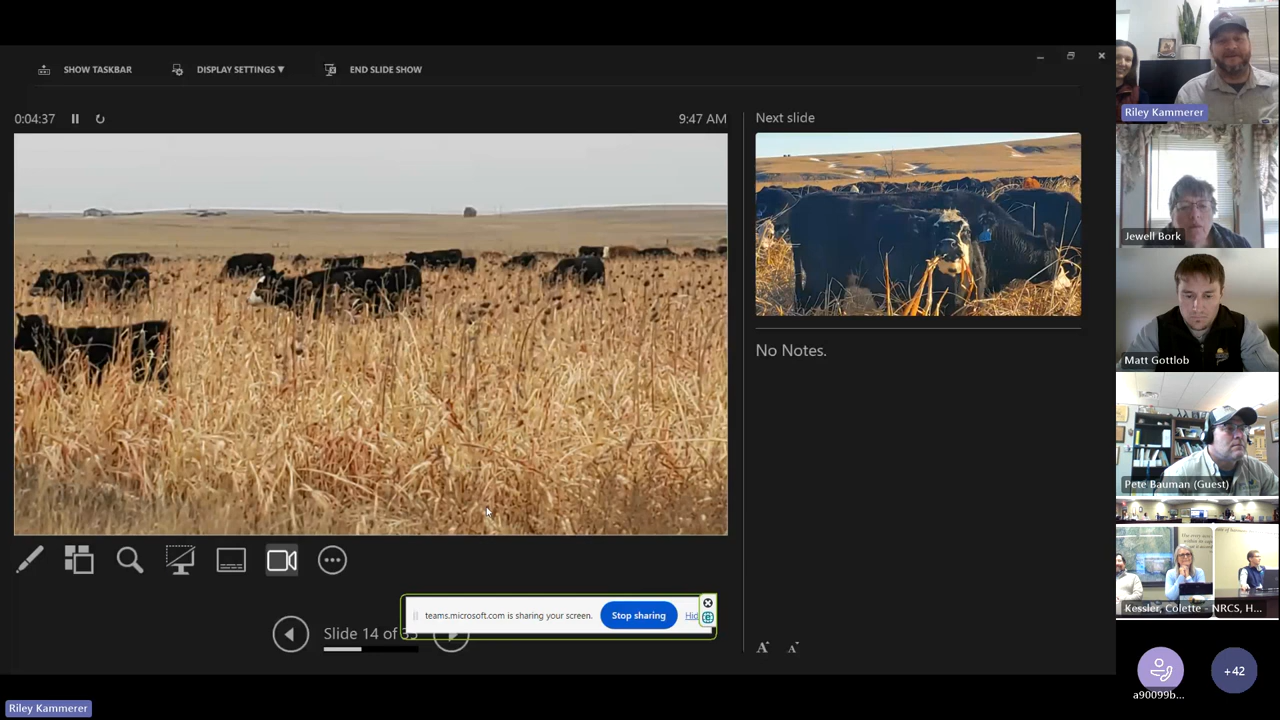 SHOW TASKBAR
DISPLAY SETTINGS ▼
END SLIDE SHOW
0:04:37
9:47 AM
Next slide
No Notes.
teams.microsoft.com is sharing your screen.
Stop sharing
Hid
Slide 14 of
A
A
Riley Kammerer
Jewell Bork
Matt Gottlob
Pete Bauman (Guest)
Kessler, Colette - NRCS, H...
a90099b...
+42
Riley Kammerer